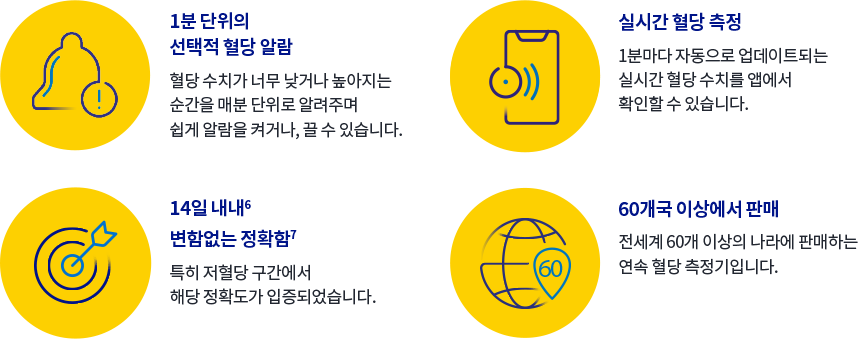 1분 단위의
선택적 혈당 알람
혈당 수치가 너무 낮거나 높아지는
순간을 매분 단위로 알려주며
쉽게 알람을 켜거나, 끌 수 있습니다.
실시간 혈당 측정
1분마다 자동으로 업데이트되는
실시간 혈당 수치를 앱에서
확인할 수 있습니다.
14일 내내⁶
변함없는 정확함⁷
특히 저혈당 구간에서
해당 정확도가 입증되었습니다.
60
60개국 이상에서 판매
전세계 60개 이상의 나라에 판매하는
연속 혈당 측정기입니다.